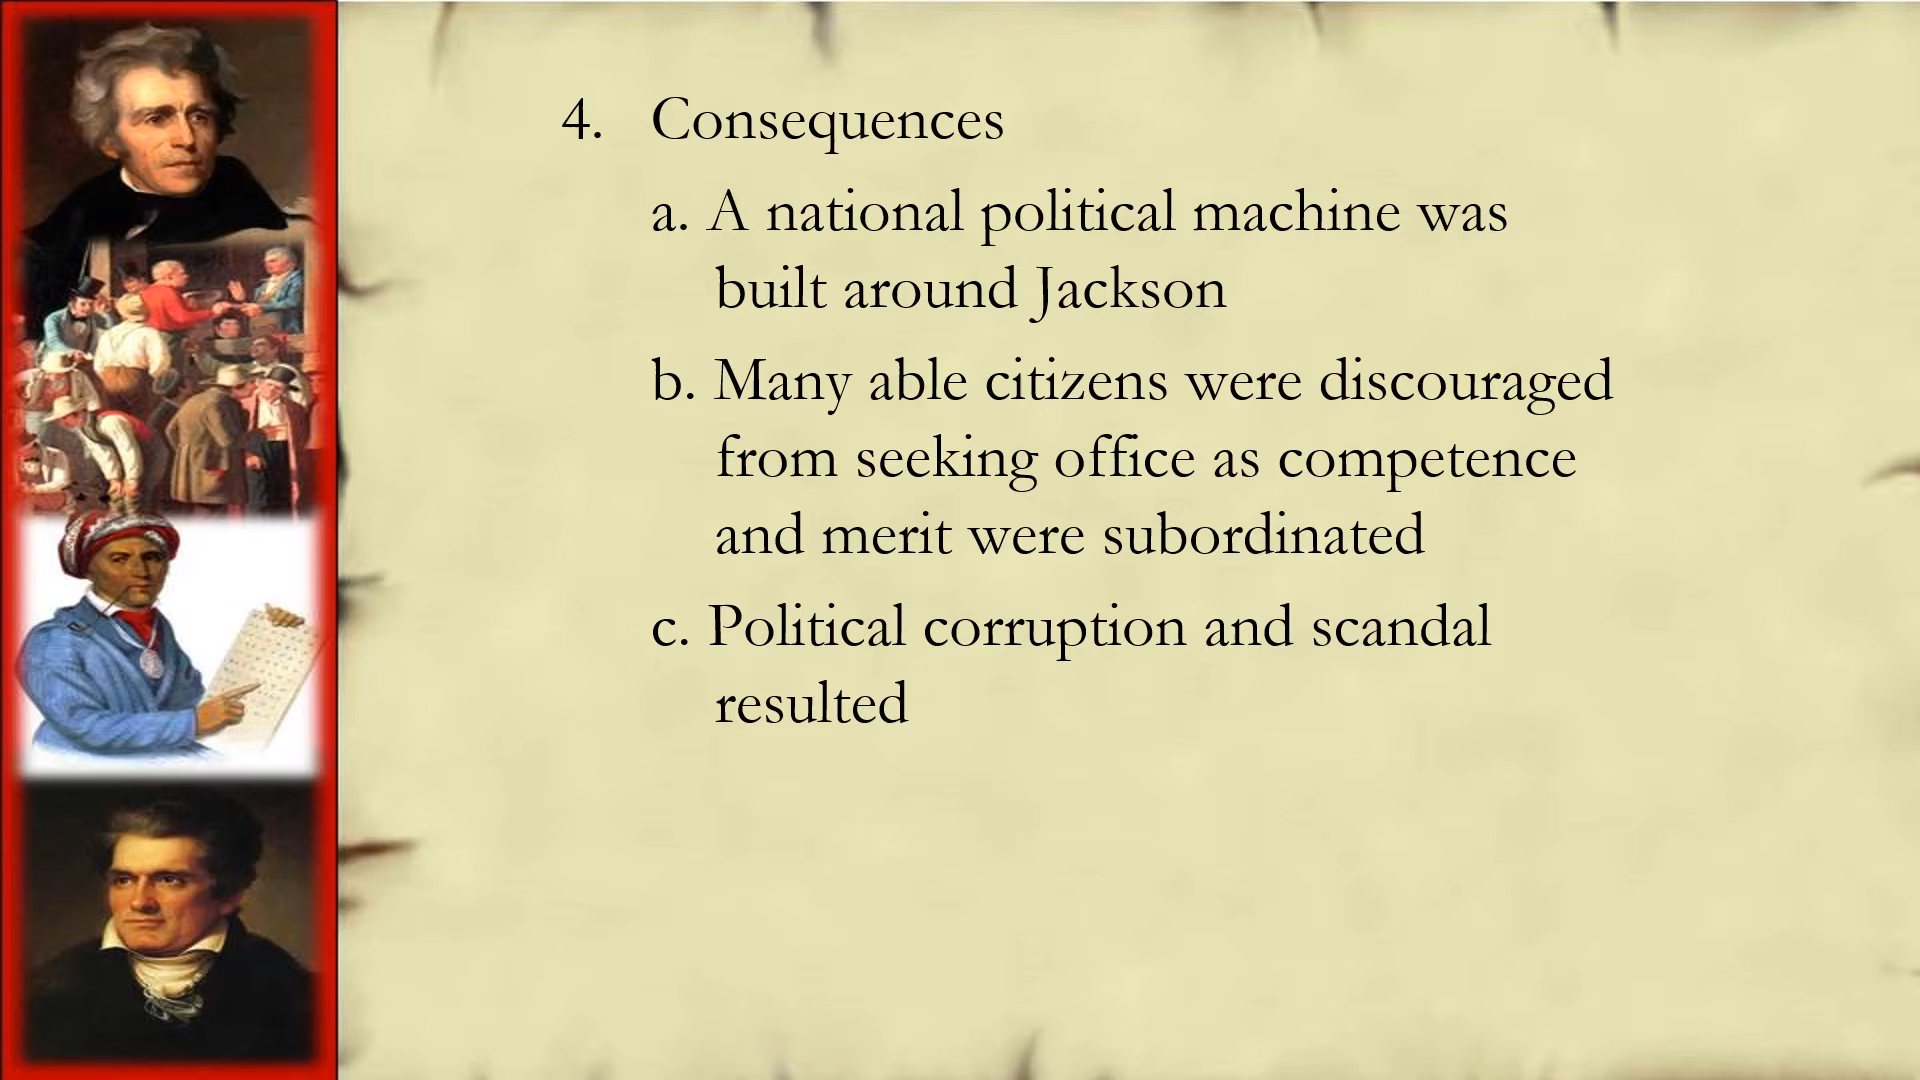 4. Consequences
a. A national political machine was
built around Jackson
b. Many able citizens were discouraged
from seeking office as competence
and merit were subordinated
c. Political corruption and scandal
resulted